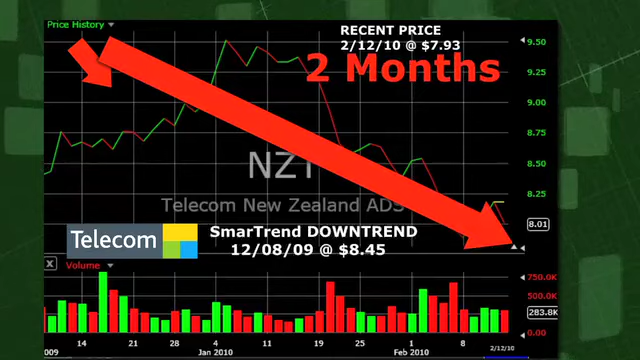 Price History
RECENT PRICE
2/12/10 @ $7.93
2 Months
9.50
9.25
9.00
8.75
8.50
8.25
8.01
NZT
Telecom New Zealand ADS
Telecom
SmarTrend DOWNTREND
12/08/09 @ $8.45
X Volume
750.0K
500.0K
283.8K
0.00
14 21 28 4 11 19 25 1 8 2/12/10
009 Jan 2010 Feb 2010